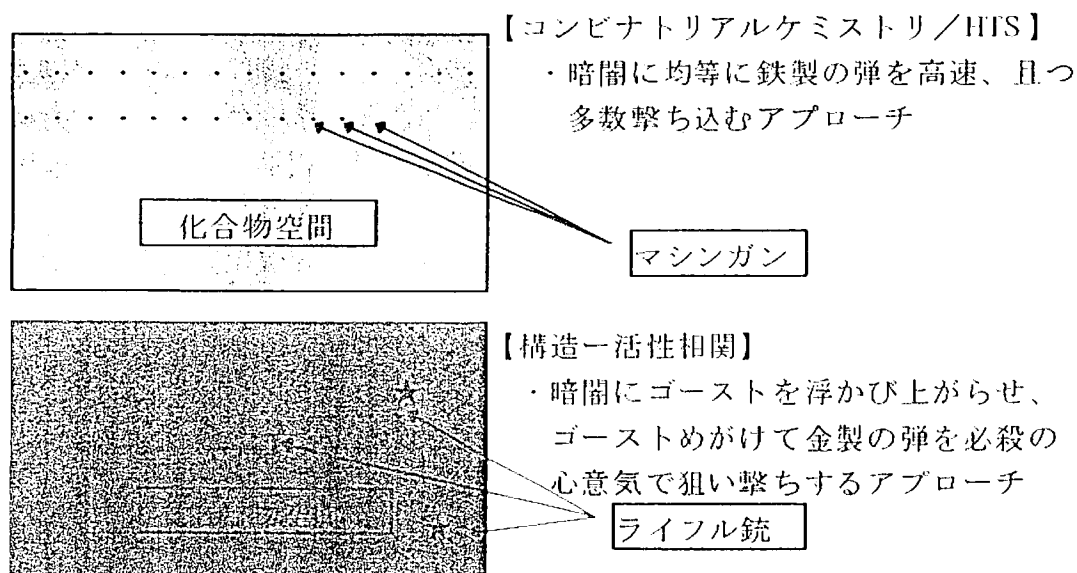 【コンビナトリアルケミストリ／HTS】
・暗闇に均等に鉄製の弾を高速、且つ
多数撃ち込むアプローチ
化合物空間
マシンガン
【構造ー活性相関】
・暗闇にゴーストを浮かび上がらせ、
ゴーストめがけて金製の弾を必殺の
心意気で狙い撃ちするアプローチ
ライフル銃